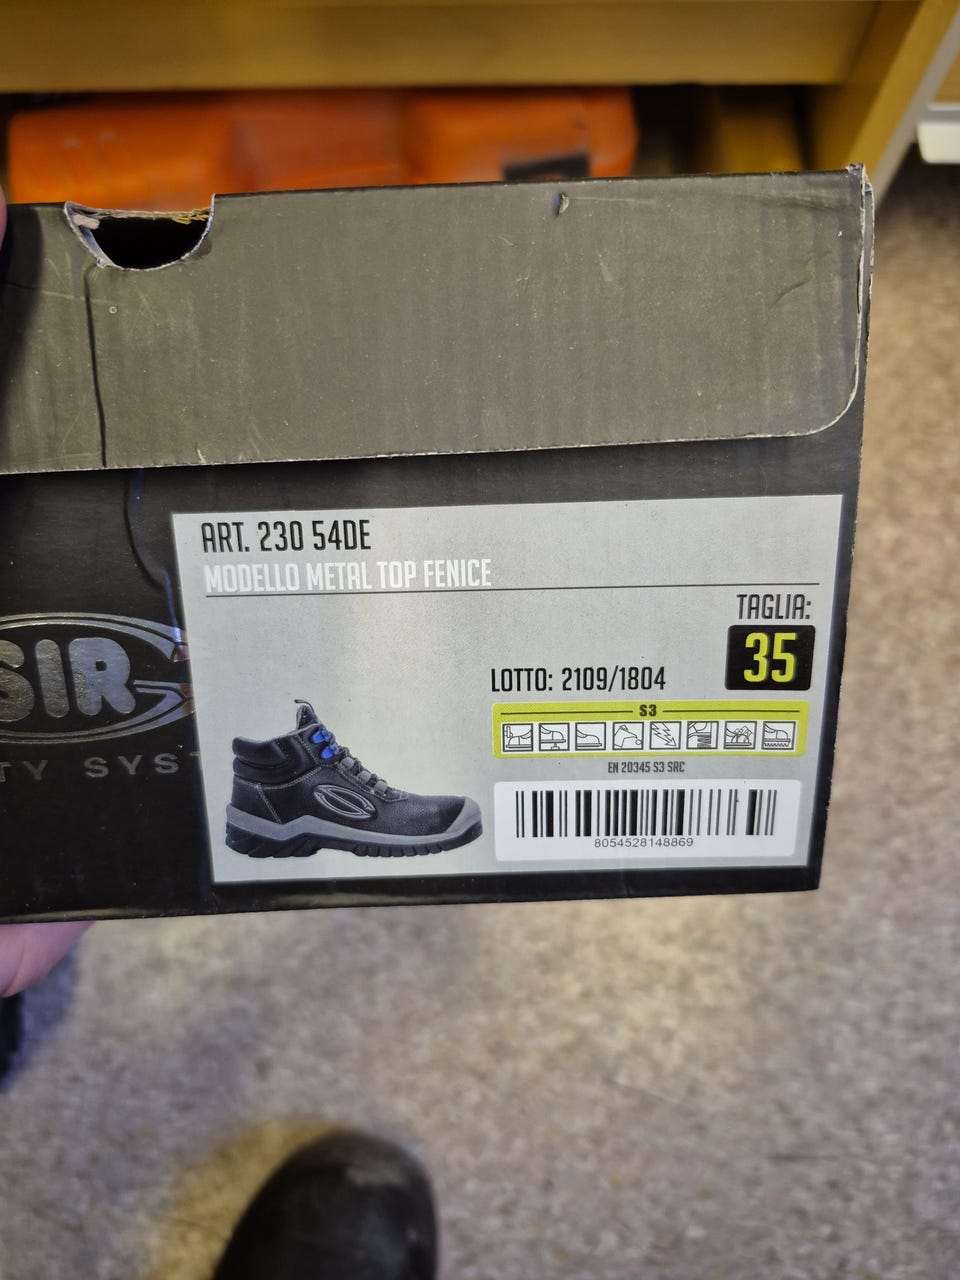 ART. 230 54DE
MODELLO METAL TOP FENICE
TAGLIA:
35
LOTTO: 2109/1804
S3
EN 20345 S3 SRC
8054528148869
SIR
TY SYS